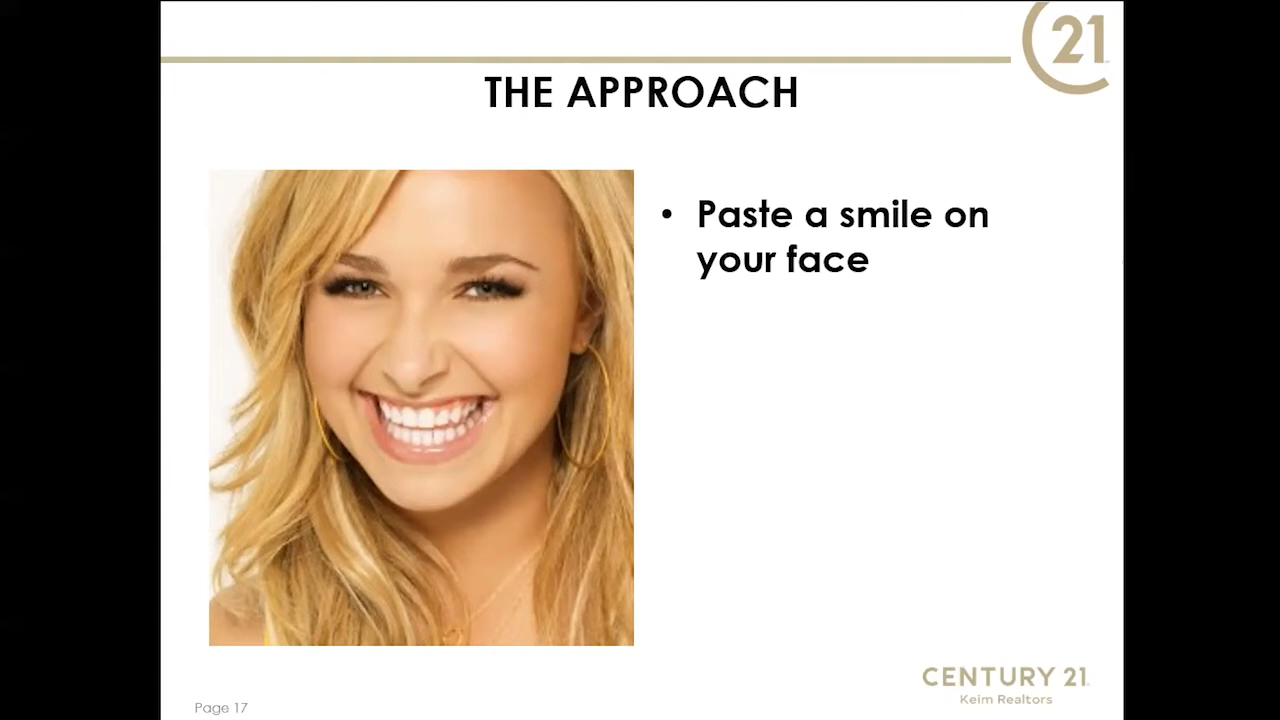 21
THE APPROACH
• Paste a smile on
your face
CENTURY 21
Keim Realtors
Page 17